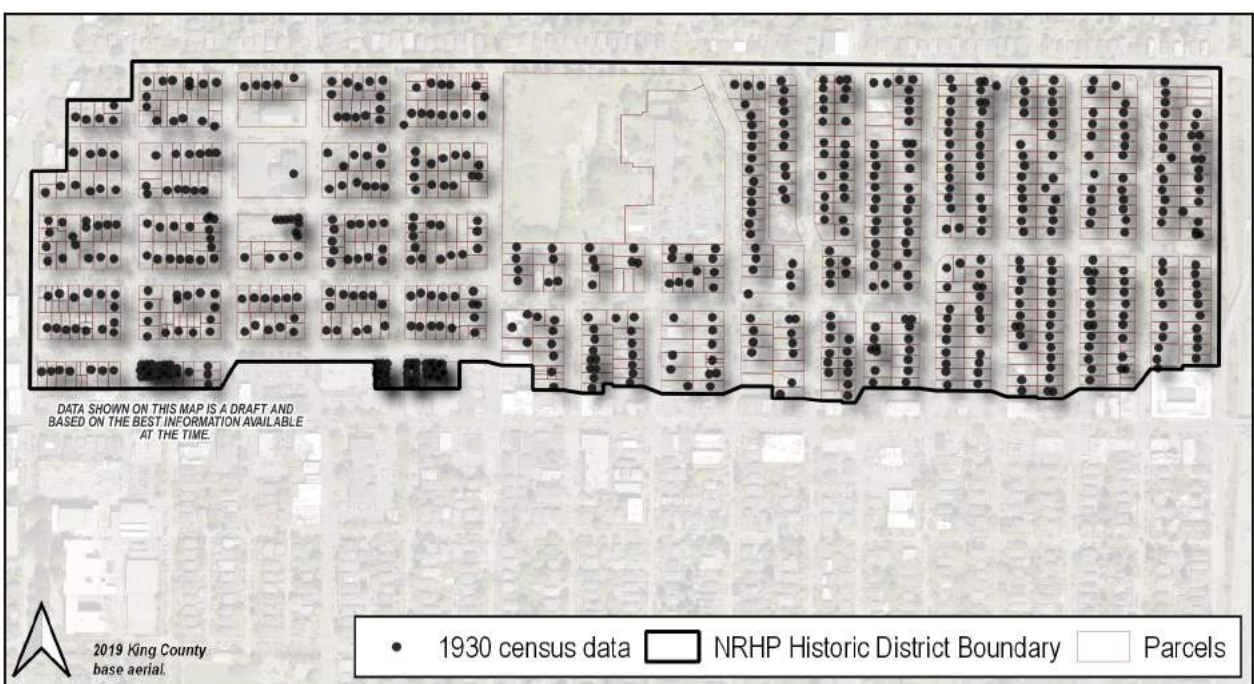 DATA SHOWN ON THIS MAP IS A DRAFT AND
BASED ON THE BEST INFORMATION AVAILABLE
AT THE TIME.
2019 King County
base aerial.
1930 census data
NRHP Historic District Boundary
Parcels